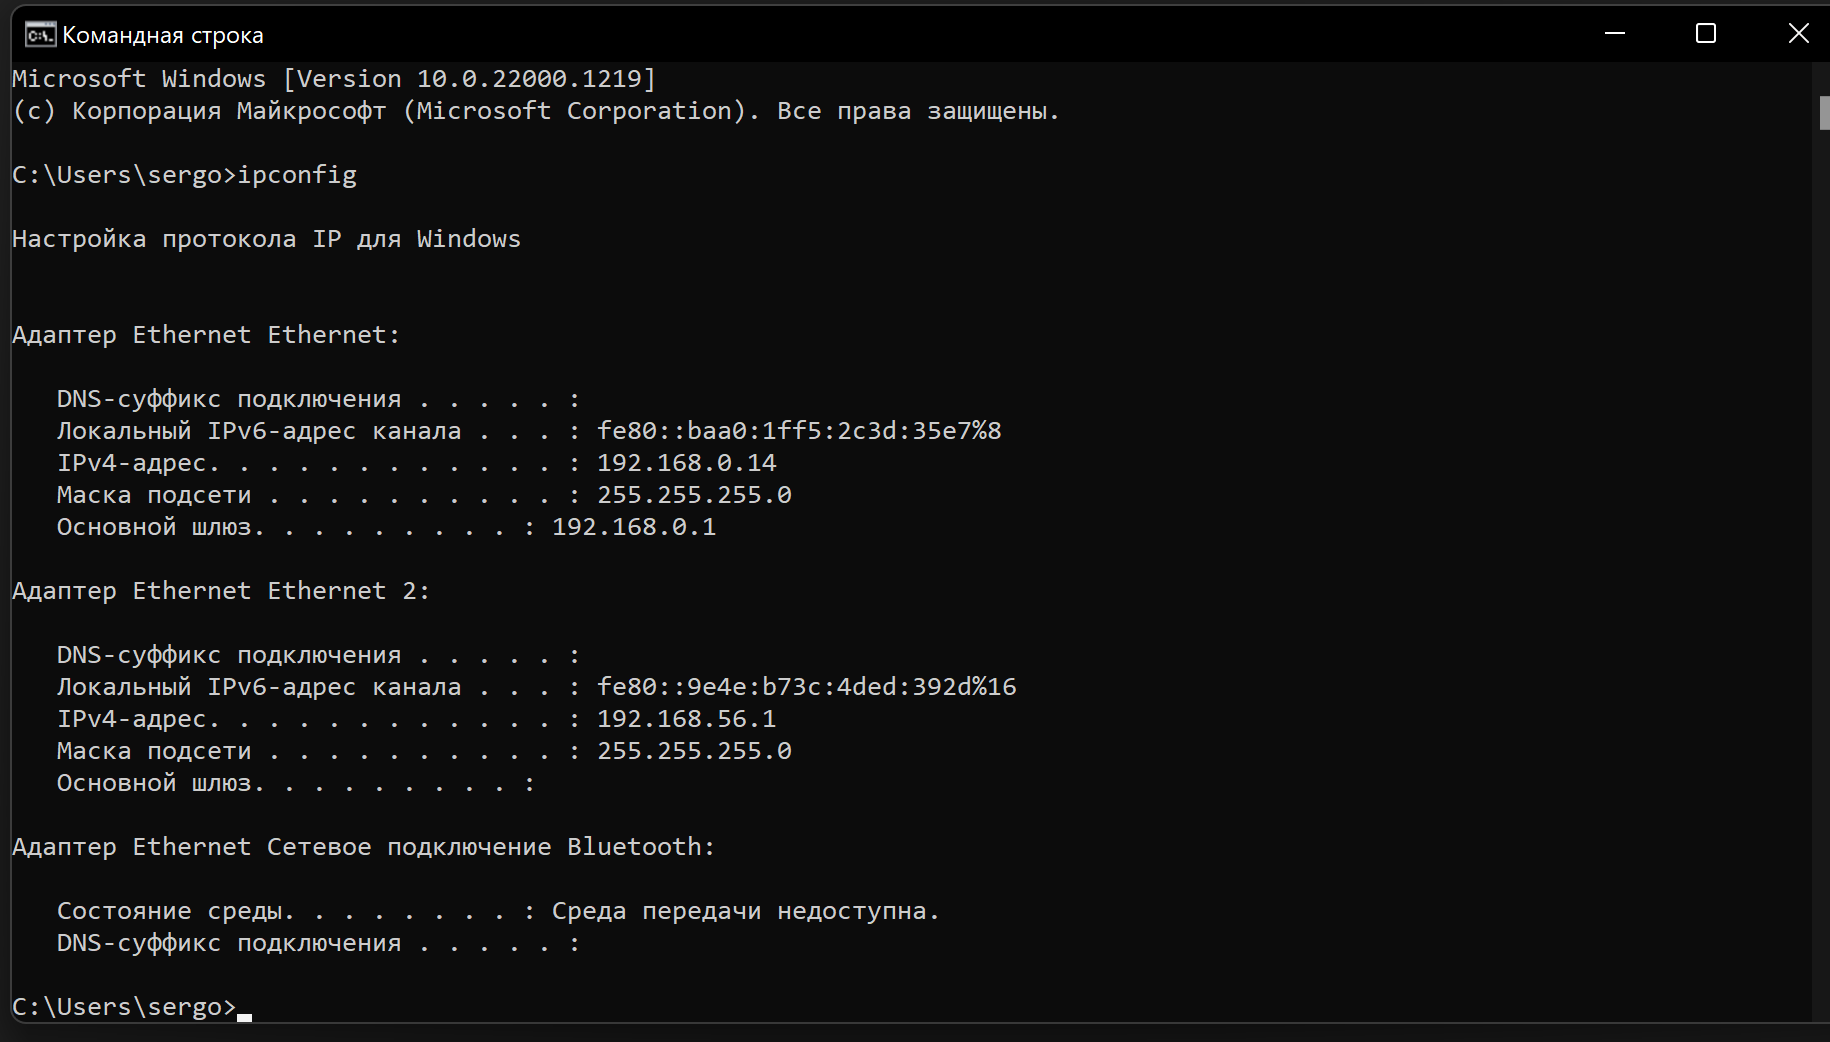 Командная строка
Microsoft Windows [Version 10.0.22000.1219]
(c) Корпорация Майкрософт (Microsoft Corporation). Все права защищены.
C:\Users\sergo>ipconfig
Настройка протокола IP для Windows
Адаптер Ethernet Ethernet:
DNS-суффикс подключения . . . . . :
Локальный IPv6-адрес канала . . . : fe80::baa0:1ff5:2c3d:35e7%8
IPv4-адрес. . . . . . . . . . . . : 192.168.0.14
Маска подсети . . . . . . . . . . : 255.255.255.0
Основной шлюз. . . . . . . . . : 192.168.0.1
Адаптер Ethernet Ethernet 2:
DNS-суффикс подключения . . . . . :
Локальный IPv6-адрес канала . . . : fe80::9e4e:b73c:4ded:392d%16
IPv4-адрес. . . . . . . . . . . . : 192.168.56.1
Маска подсети . . . . . . . . . . : 255.255.255.0
Основной шлюз. . . . . . . . . :
Адаптер Ethernet Сетевое подключение Bluetooth:
Состояние среды. . . . . . . . : Среда передачи недоступна.
DNS-суффикс подключения . . . . . :
C:\Users\sergo>